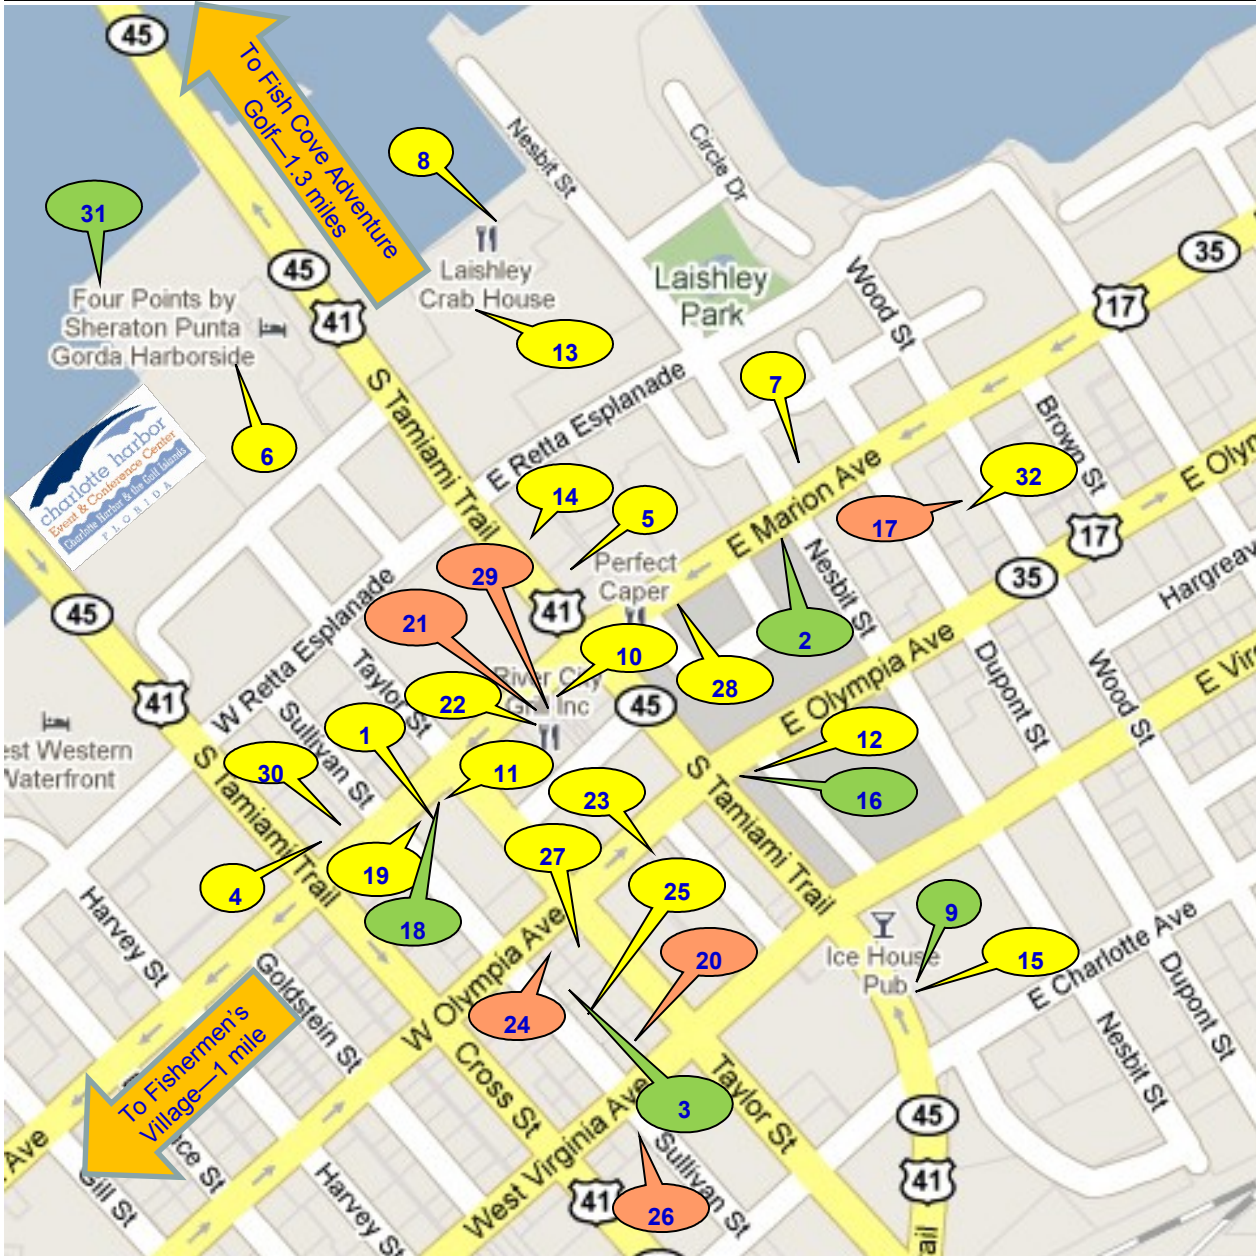 45
To Fish Cove Adventure
Golf—1.3 miles
Nesbit St
Circle Dr
8
31
Laishley
Crab House
45
41
Four Points by
Sheraton Punta
Gorda Harborside
Laishley
Park
Wood St
35
17
13
7
S Tamiami Trail
E Retta Esplanade
6
charlotte harbor
Event & Conference Center
Charlotte Harbor & the Gulf Islands
FLORIDA
14
5
E Marion Ave
17
32
Brown St
E Olyn
17
35
Hargreav
Perfect
Caper
29
41
21
10
2
Nesbit St
28
E Olympia Ave
River City
Grill Inc
22
45
45
41
W Retta Esplanade
Taylor St
Sullivan St
est Western
Waterfront
1
30
11
12
16
23
Dupont St
Wood St
E Virg
S Tamiami Trail
S Tamiami Trail
4
19
18
27
25
20
9
15
Ice House
Pub
E Charlotte Ave
Dupont St
Nesbit St
Harvey St
Goldstein St
W Olympia Ave
24
3
Cross St
Taylor St
West Virginia Ave
Sullivan St
To Fishermen's
Village—1 mile
Ave
ice St
Gill St
Harvey St
41
26
45
41
ail